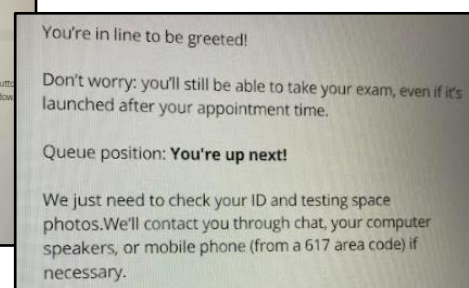 You're in line to be greeted!
Don't worry: you'll still be able to take your exam, even if it's
launched after your appointment time.
Queue position: You're up next!
We just need to check your ID and testing space
photos.We'll contact you through chat, your computer
speakers, or mobile phone (from a 617 area code) if
necessary.